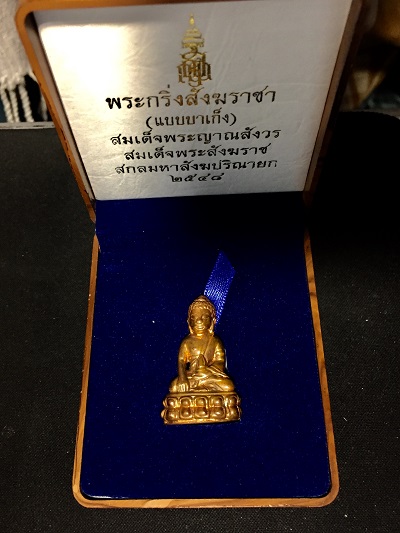 พระกริ่งสังฆราชา
(แบบบาเก็ง)
สมเด็จพระญาณสังวร
สมเด็จพระสังฆราช
สกลมหาสังฆปริณายก
๒๕๔๘